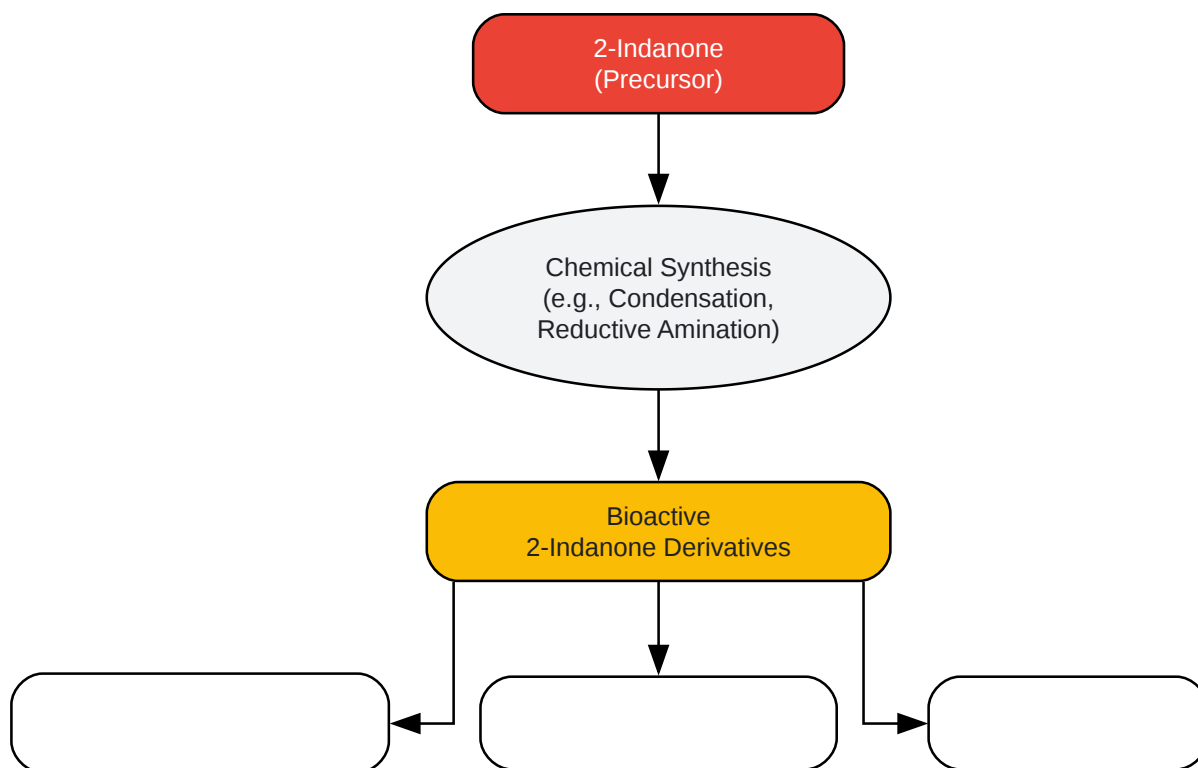 2-Indanone
(Precursor)
Chemical Synthesis
(e.g., Condensation,
Reductive Amination)
Bioactive
2-Indanone Derivatives